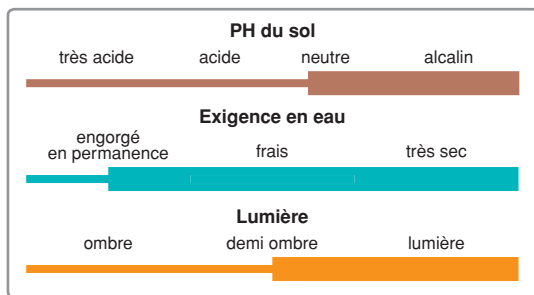 PH du sol
très acide acide neutre alcalin
Exigence en eau
engorgé
en permanence frais très sec
Lumière
ombre demi ombre lumière